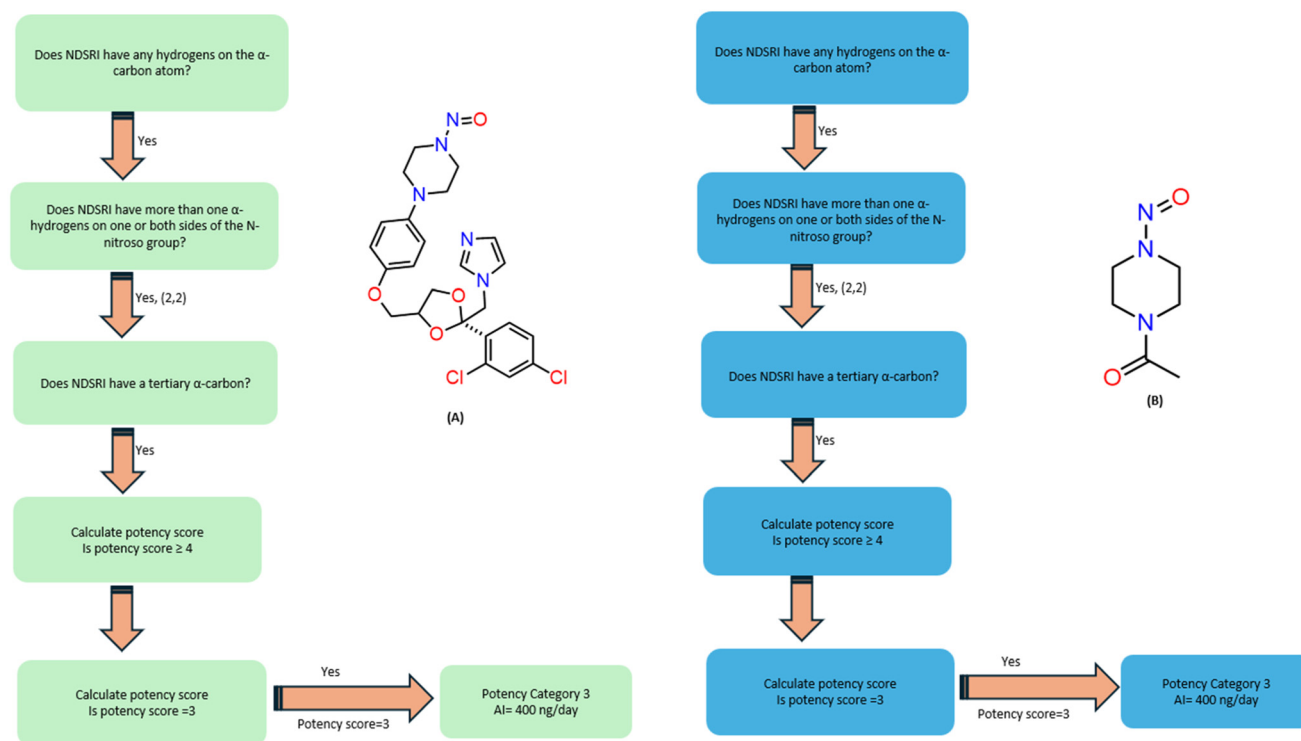 Does NDSRI have any hydrogens on the α-
carbon atom?
Yes
Does NDSRI have more than one α-
hydrogens on one or both sides of the N-
nitroso group?
Yes, (2,2)
Does NDSRI have a tertiary α-carbon?
Yes
Calculate potency score
Is potency score ≥ 4
Calculate potency score
Is potency score =3
Yes
Potency score=3
Potency Category 3
AI= 400 ng/day
N
O
N
N
N
N
O
O
O
Cl
Cl
(A)
Does NDSRI have any hydrogens on the α-
carbon atom?
Yes
Does NDSRI have more than one α-
hydrogens on one or both sides of the N-
nitroso group?
Yes, (2,2)
Does NDSRI have a tertiary α-carbon?
Yes
Calculate potency score
Is potency score ≥ 4
Calculate potency score
Is potency score =3
Yes
Potency score=3
Potency Category 3
AI= 400 ng/day
O
N
N
N
O
(B)